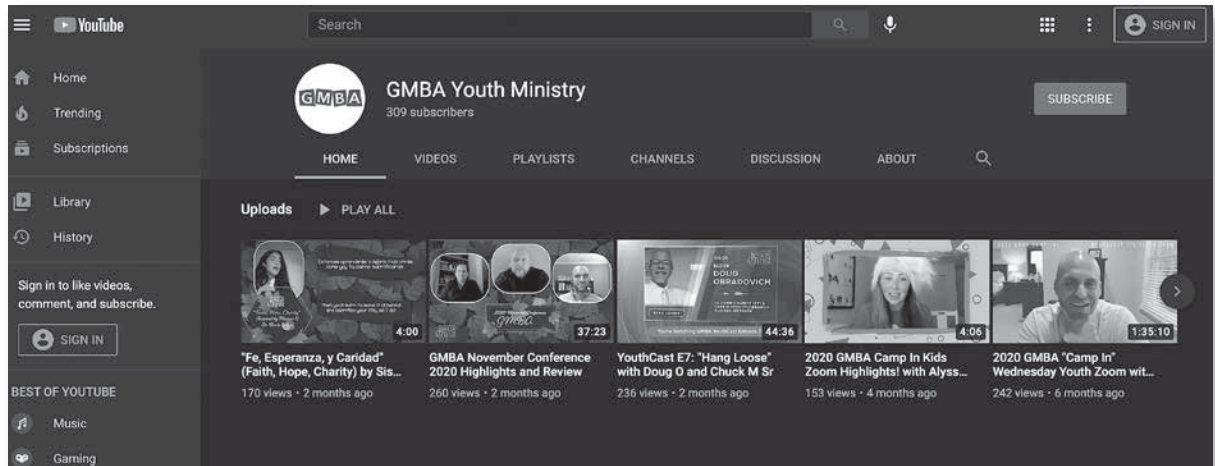 YouTube
Search
SIGN IN
Home
Trending
Subscriptions
Library
History
Sign in to like videos,
comment, and subscribe.
SIGN IN
BEST OF YOUTUBE
Music
Gaming
GMBA
GMBA Youth Ministry
309 subscribers
SUBSCRIBE
HOME
VIDEOS
PLAYLISTS
CHANNELS
DISCUSSION
ABOUT
Uploads
PLAY ALL
4:00
"Fe, Esperanza, y Caridad"
(Faith, Hope, Charity) by Sis...
170 views • 2 months ago
GMBA
37:23
GMBA November Conference
2020 Highlights and Review
260 views • 2 months ago
DOUG
OBRADOVICH
44:36
YouthCast E7: "Hang Loose"
with Doug O and Chuck M Sr
236 views • 2 months ago
4:06
2020 GMBA Camp In Kids
Zoom Highlights! with Alyss...
153 views • 4 months ago
1:35:10
2020 GMBA "Camp In"
Wednesday Youth Zoom wit...
242 views • 6 months ago